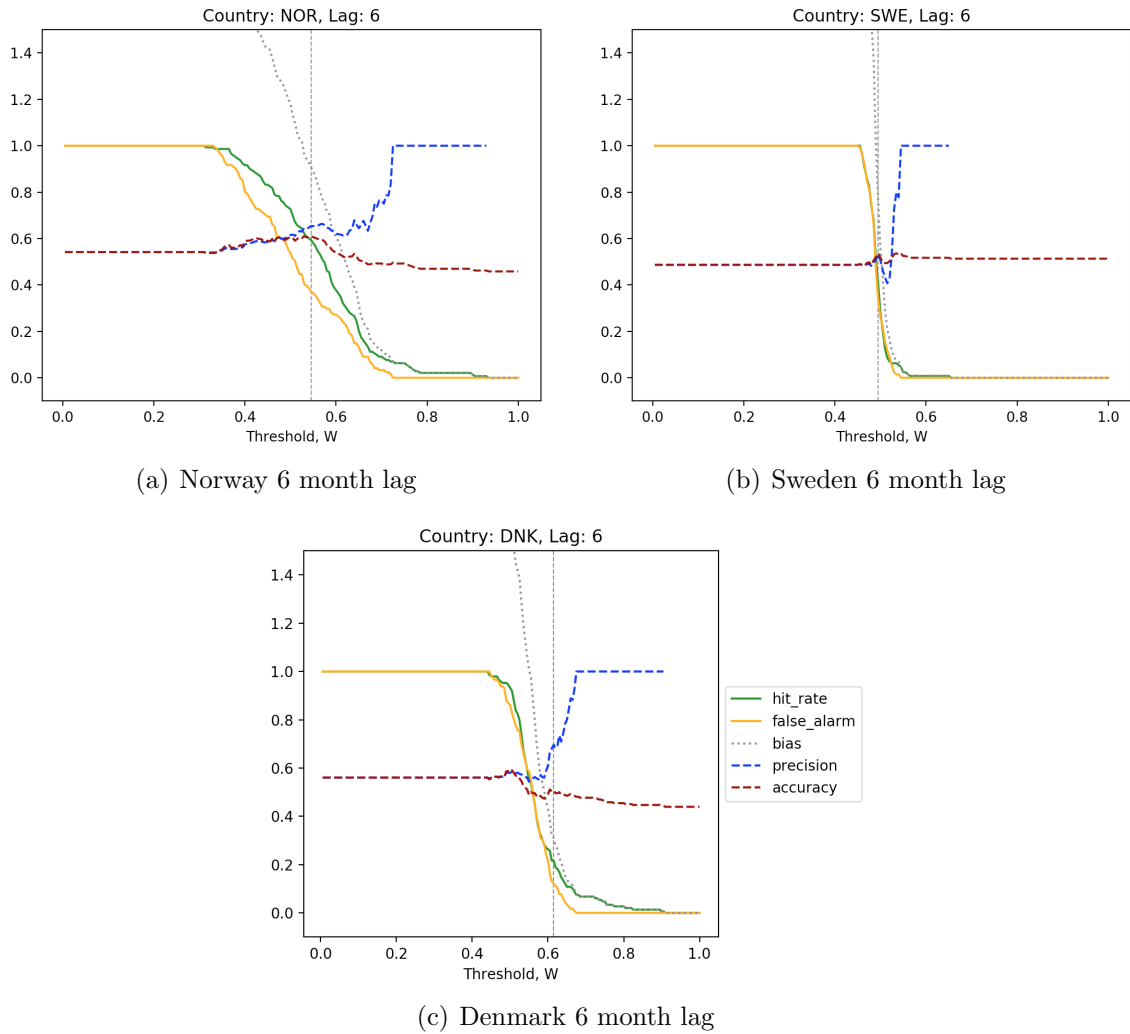 Country: NOR, Lag: 6
1.4
1.2
1.0
0.8
0.6
0.4
0.2
0.0
0.0 0.2 0.4 0.6 0.8 1.0
Threshold, W
(a) Norway 6 month lag
Country: SWE, Lag: 6
1.4
1.2
1.0
0.8
0.6
0.4
0.2
0.0
0.0 0.2 0.4 0.6 0.8 1.0
Threshold, W
(b) Sweden 6 month lag
Country: DNK, Lag: 6
1.4
1.2
1.0
0.8
0.6
0.4
0.2
0.0
0.0 0.2 0.4 0.6 0.8 1.0
Threshold, W
hit_rate
false_alarm
bias
precision
accuracy
(c) Denmark 6 month lag